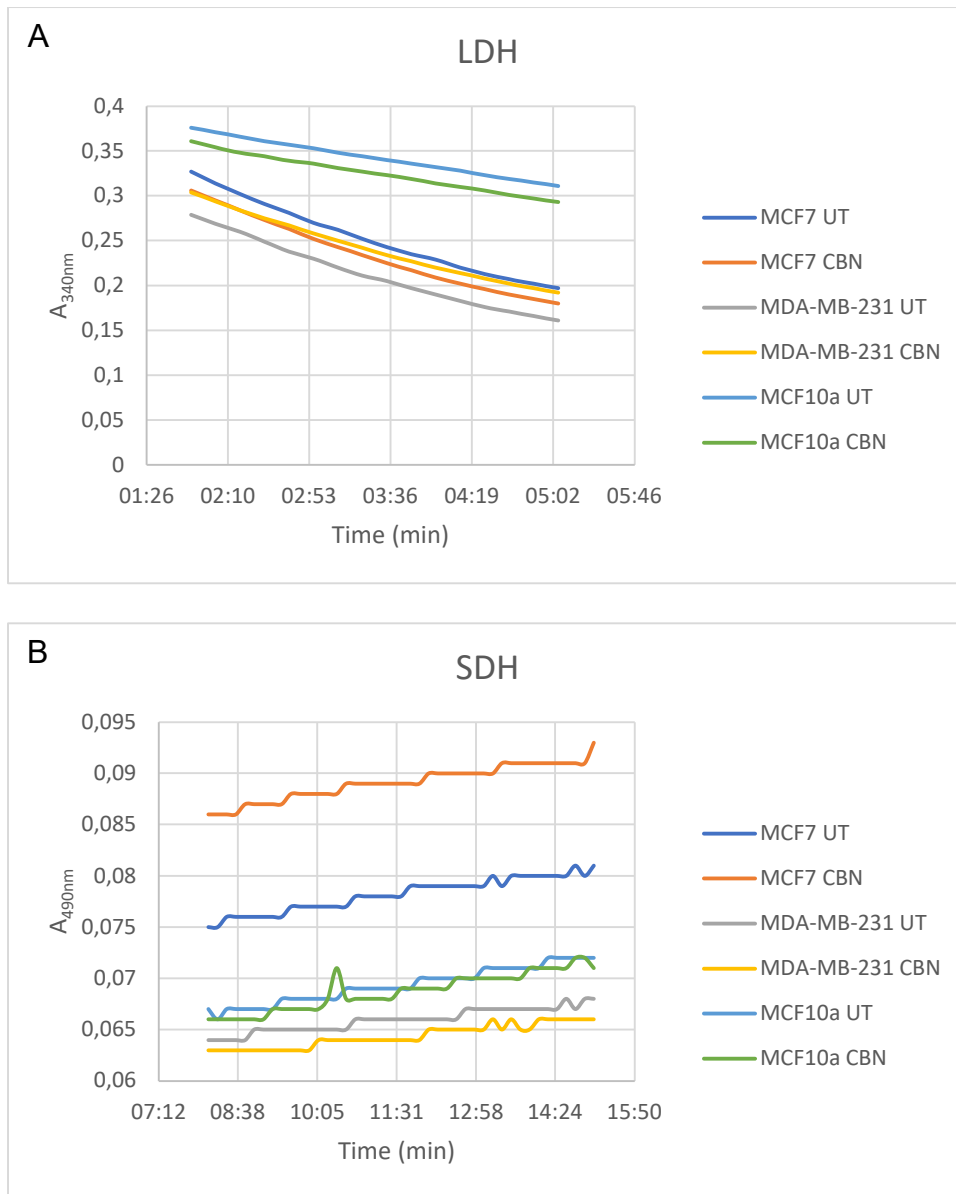 A
LDH
0,4
0,35
0,3
0,25
0,2
0,15
0,1
0,05
0
A340nm
01:26 02:10 02:53 03:36 04:19 05:02 05:46
Time (min)
MCF7 UT
MCF7 CBN
MDA-MB-231 UT
MDA-MB-231 CBN
MCF10a UT
MCF10a CBN
B
SDH
0,095
0,09
0,085
0,08
0,075
0,07
0,065
0,06
A490nm
07:12 08:38 10:05 11:31 12:58 14:24 15:50
Time (min)
MCF7 UT
MCF7 CBN
MDA-MB-231 UT
MDA-MB-231 CBN
MCF10a UT
MCF10a CBN